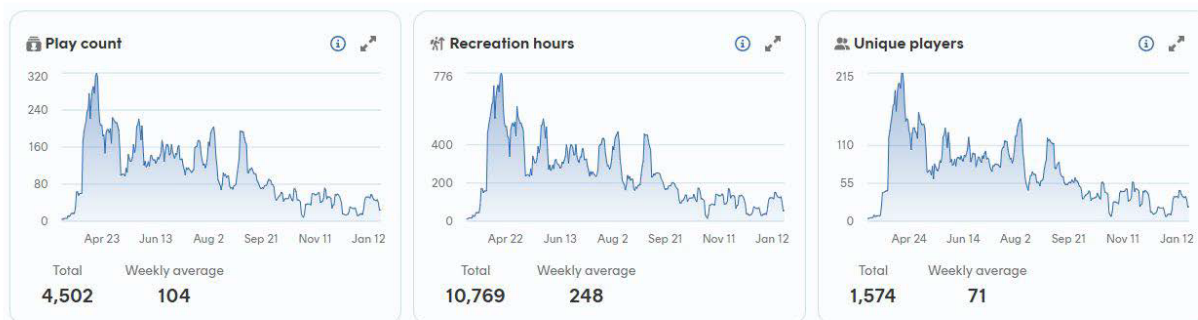 Play count
320
240
160
80
0
Apr 23 Jun 13 Aug 2 Sep 21 Nov 11 Jan 12
Total Weekly average
4,502 104
Recreation hours
776
400
200
0
Apr 22 Jun 13 Aug 2 Sep 21 Nov 11 Jan 12
Total Weekly average
10,769 248
Unique players
215
110
55
0
Apr 24 Jun 14 Aug 2 Sep 21 Nov 11 Jan 12
Total Weekly average
1,574 71